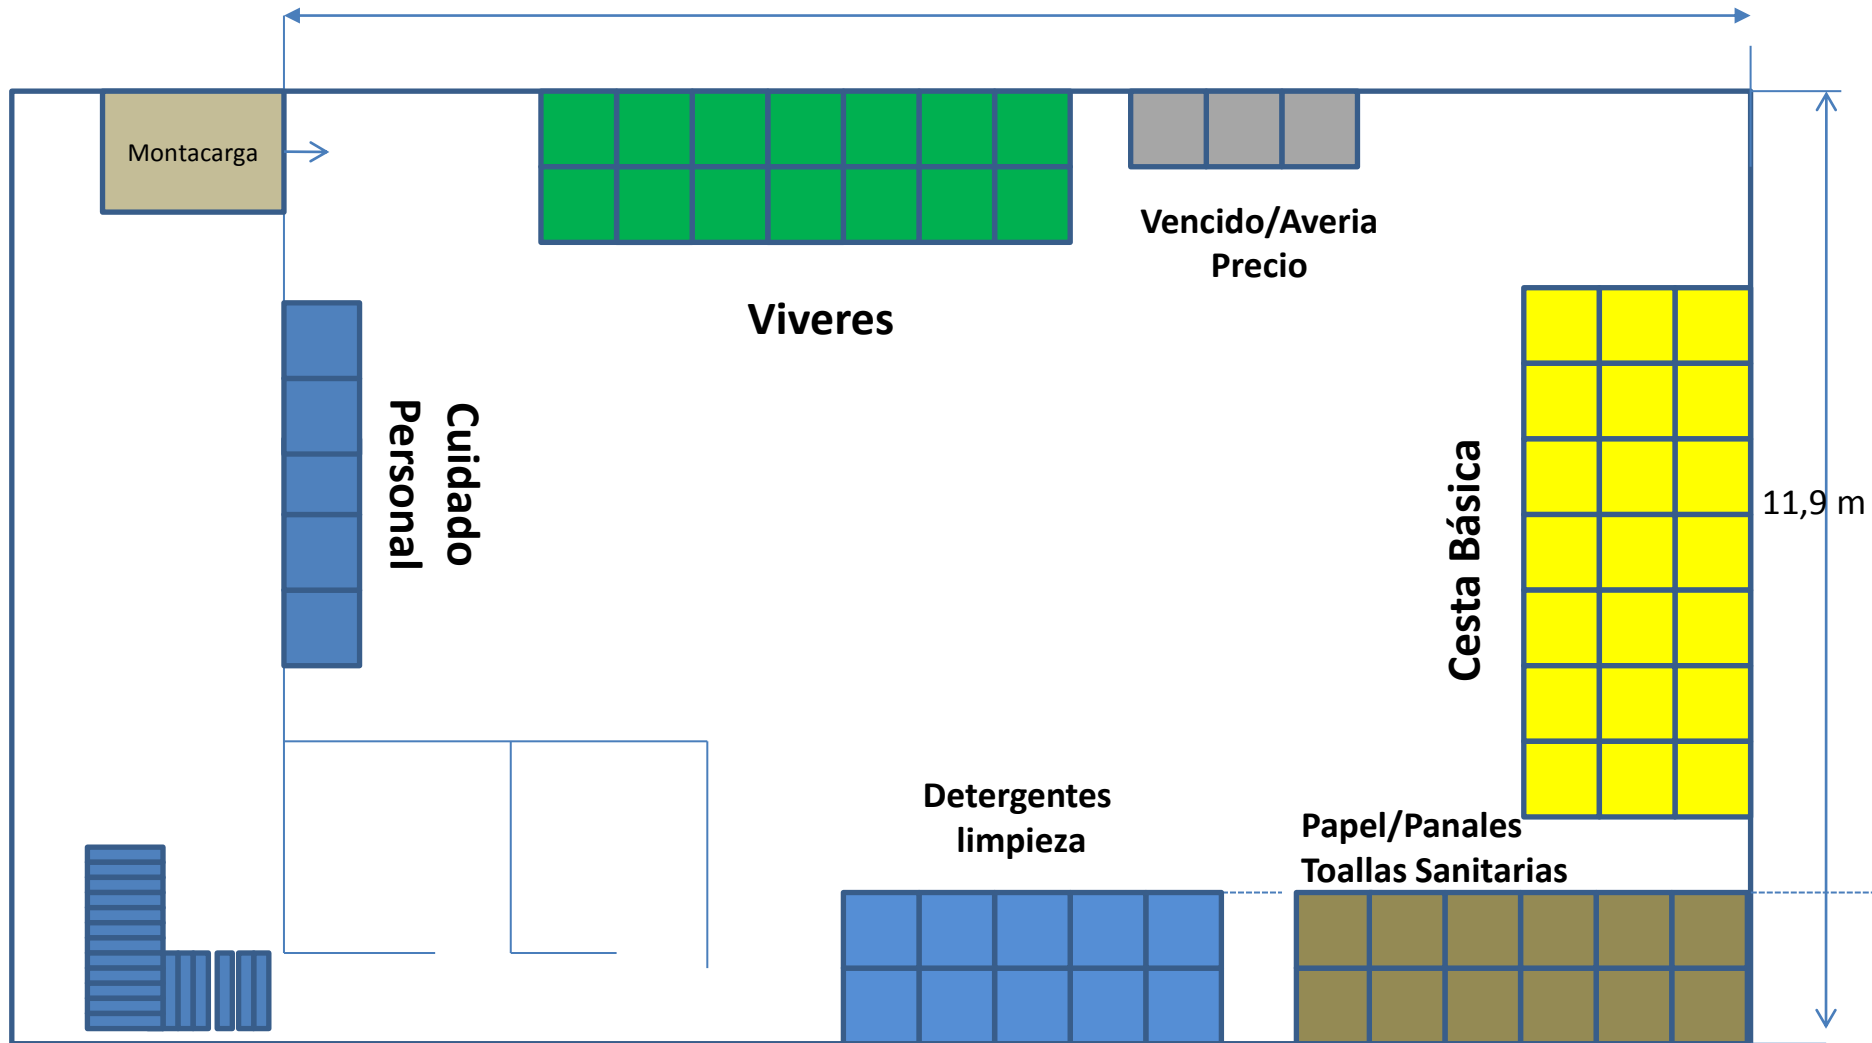 Montacarga
Vencido/Averia
Precio
Viveres
Cuidado
Personal
Cesta Básica
11,9 m
Detergentes
limpieza
Papel/Panales
Toallas Sanitarias